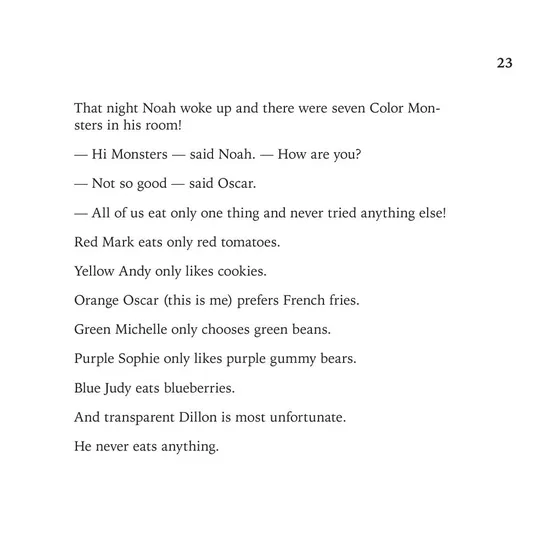 23
That night Noah woke up and there were seven Color Mon-
sters in his room!
— Hi Monsters — said Noah. — How are you?
— Not so good — said Oscar.
— All of us eat only one thing and never tried anything else!
Red Mark eats only red tomatoes.
Yellow Andy only likes cookies.
Orange Oscar (this is me) prefers French fries.
Green Michelle only chooses green beans.
Purple Sophie only likes purple gummy bears.
Blue Judy eats blueberries.
And transparent Dillon is most unfortunate.
He never eats anything.